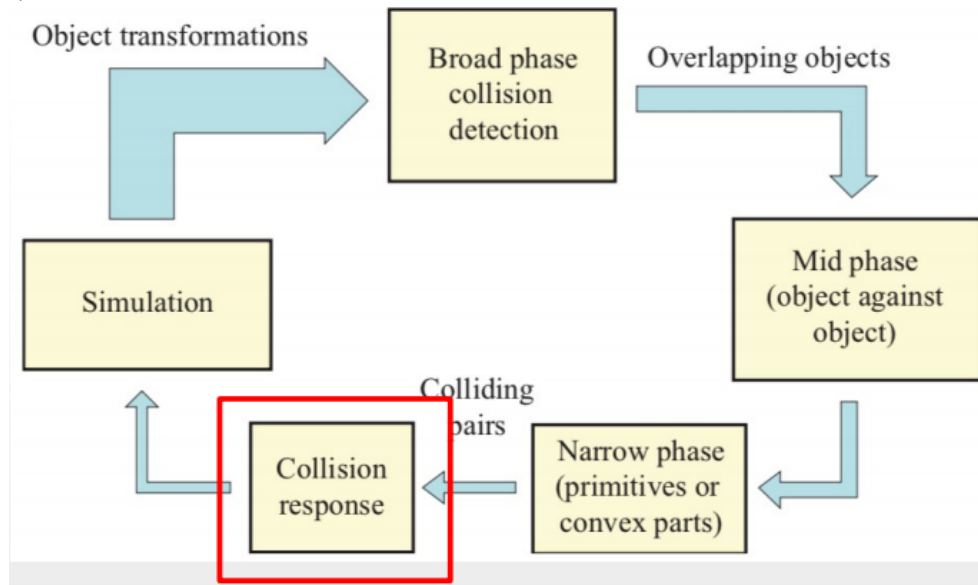 Object transformations
Broad phase
collision
detection
Overlapping objects
Mid phase
(object against
object)
Narrow phase
(primitives or
convex parts)
Colliding
pairs
Collision
response
Simulation